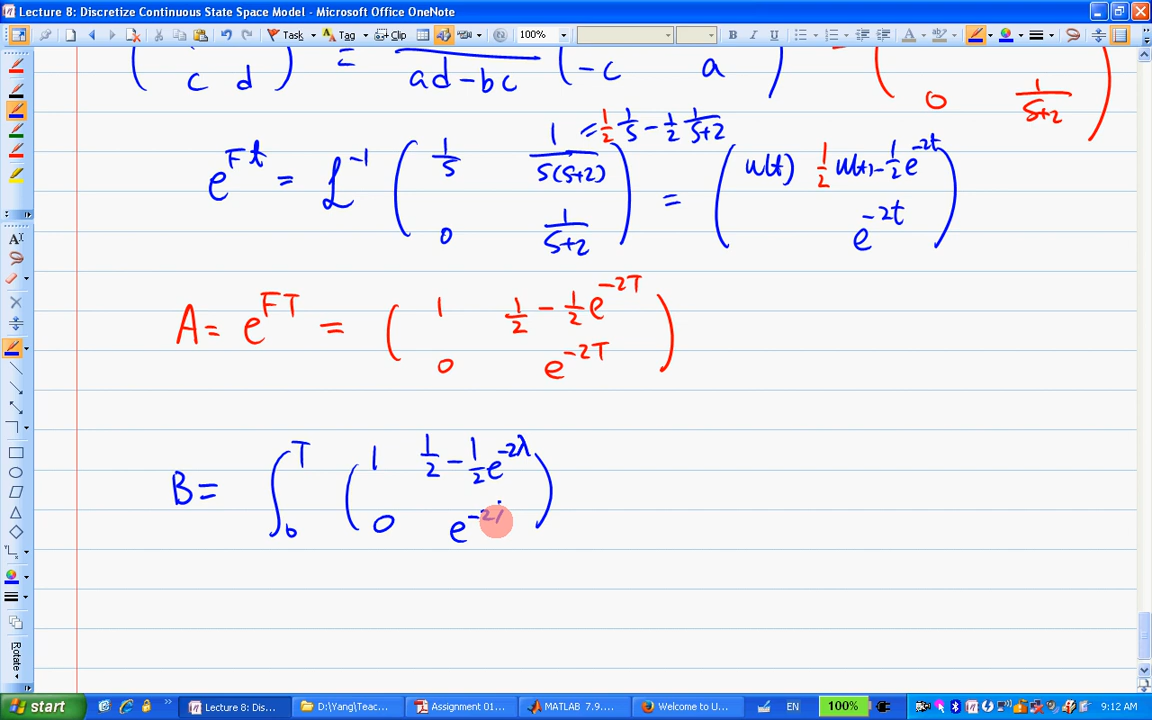 Lecture 8: Discretize Continuous State Space Model - Microsoft Office OneNote
Task Tag Clip 100% B I U
( c d ) = ad-bc ( -c a ) 0 1/(s+2)
= 1/2 1/s - 1/2 1/(s+2)
e^{Ft} = ℒ^{-1} ( 1/s 1/(s(s+2)) ) = ( u(t) 1/2 u(t) - 1/2 e^{-2t} )
0 1/(s+2) e^{-2t}
A = e^{FT} = ( 1 1/2 - 1/2 e^{-2T} )
0 e^{-2T}
B = ∫_0^T ( 1 1/2 - 1/2 e^{-2λ} )
0 e^{-2
Rotate
start Lecture 8: Dis... D:\Yang\Teac... Assignment 01... MATLAB 7.9.... Welcome to U... EN 100% 9:12 AM